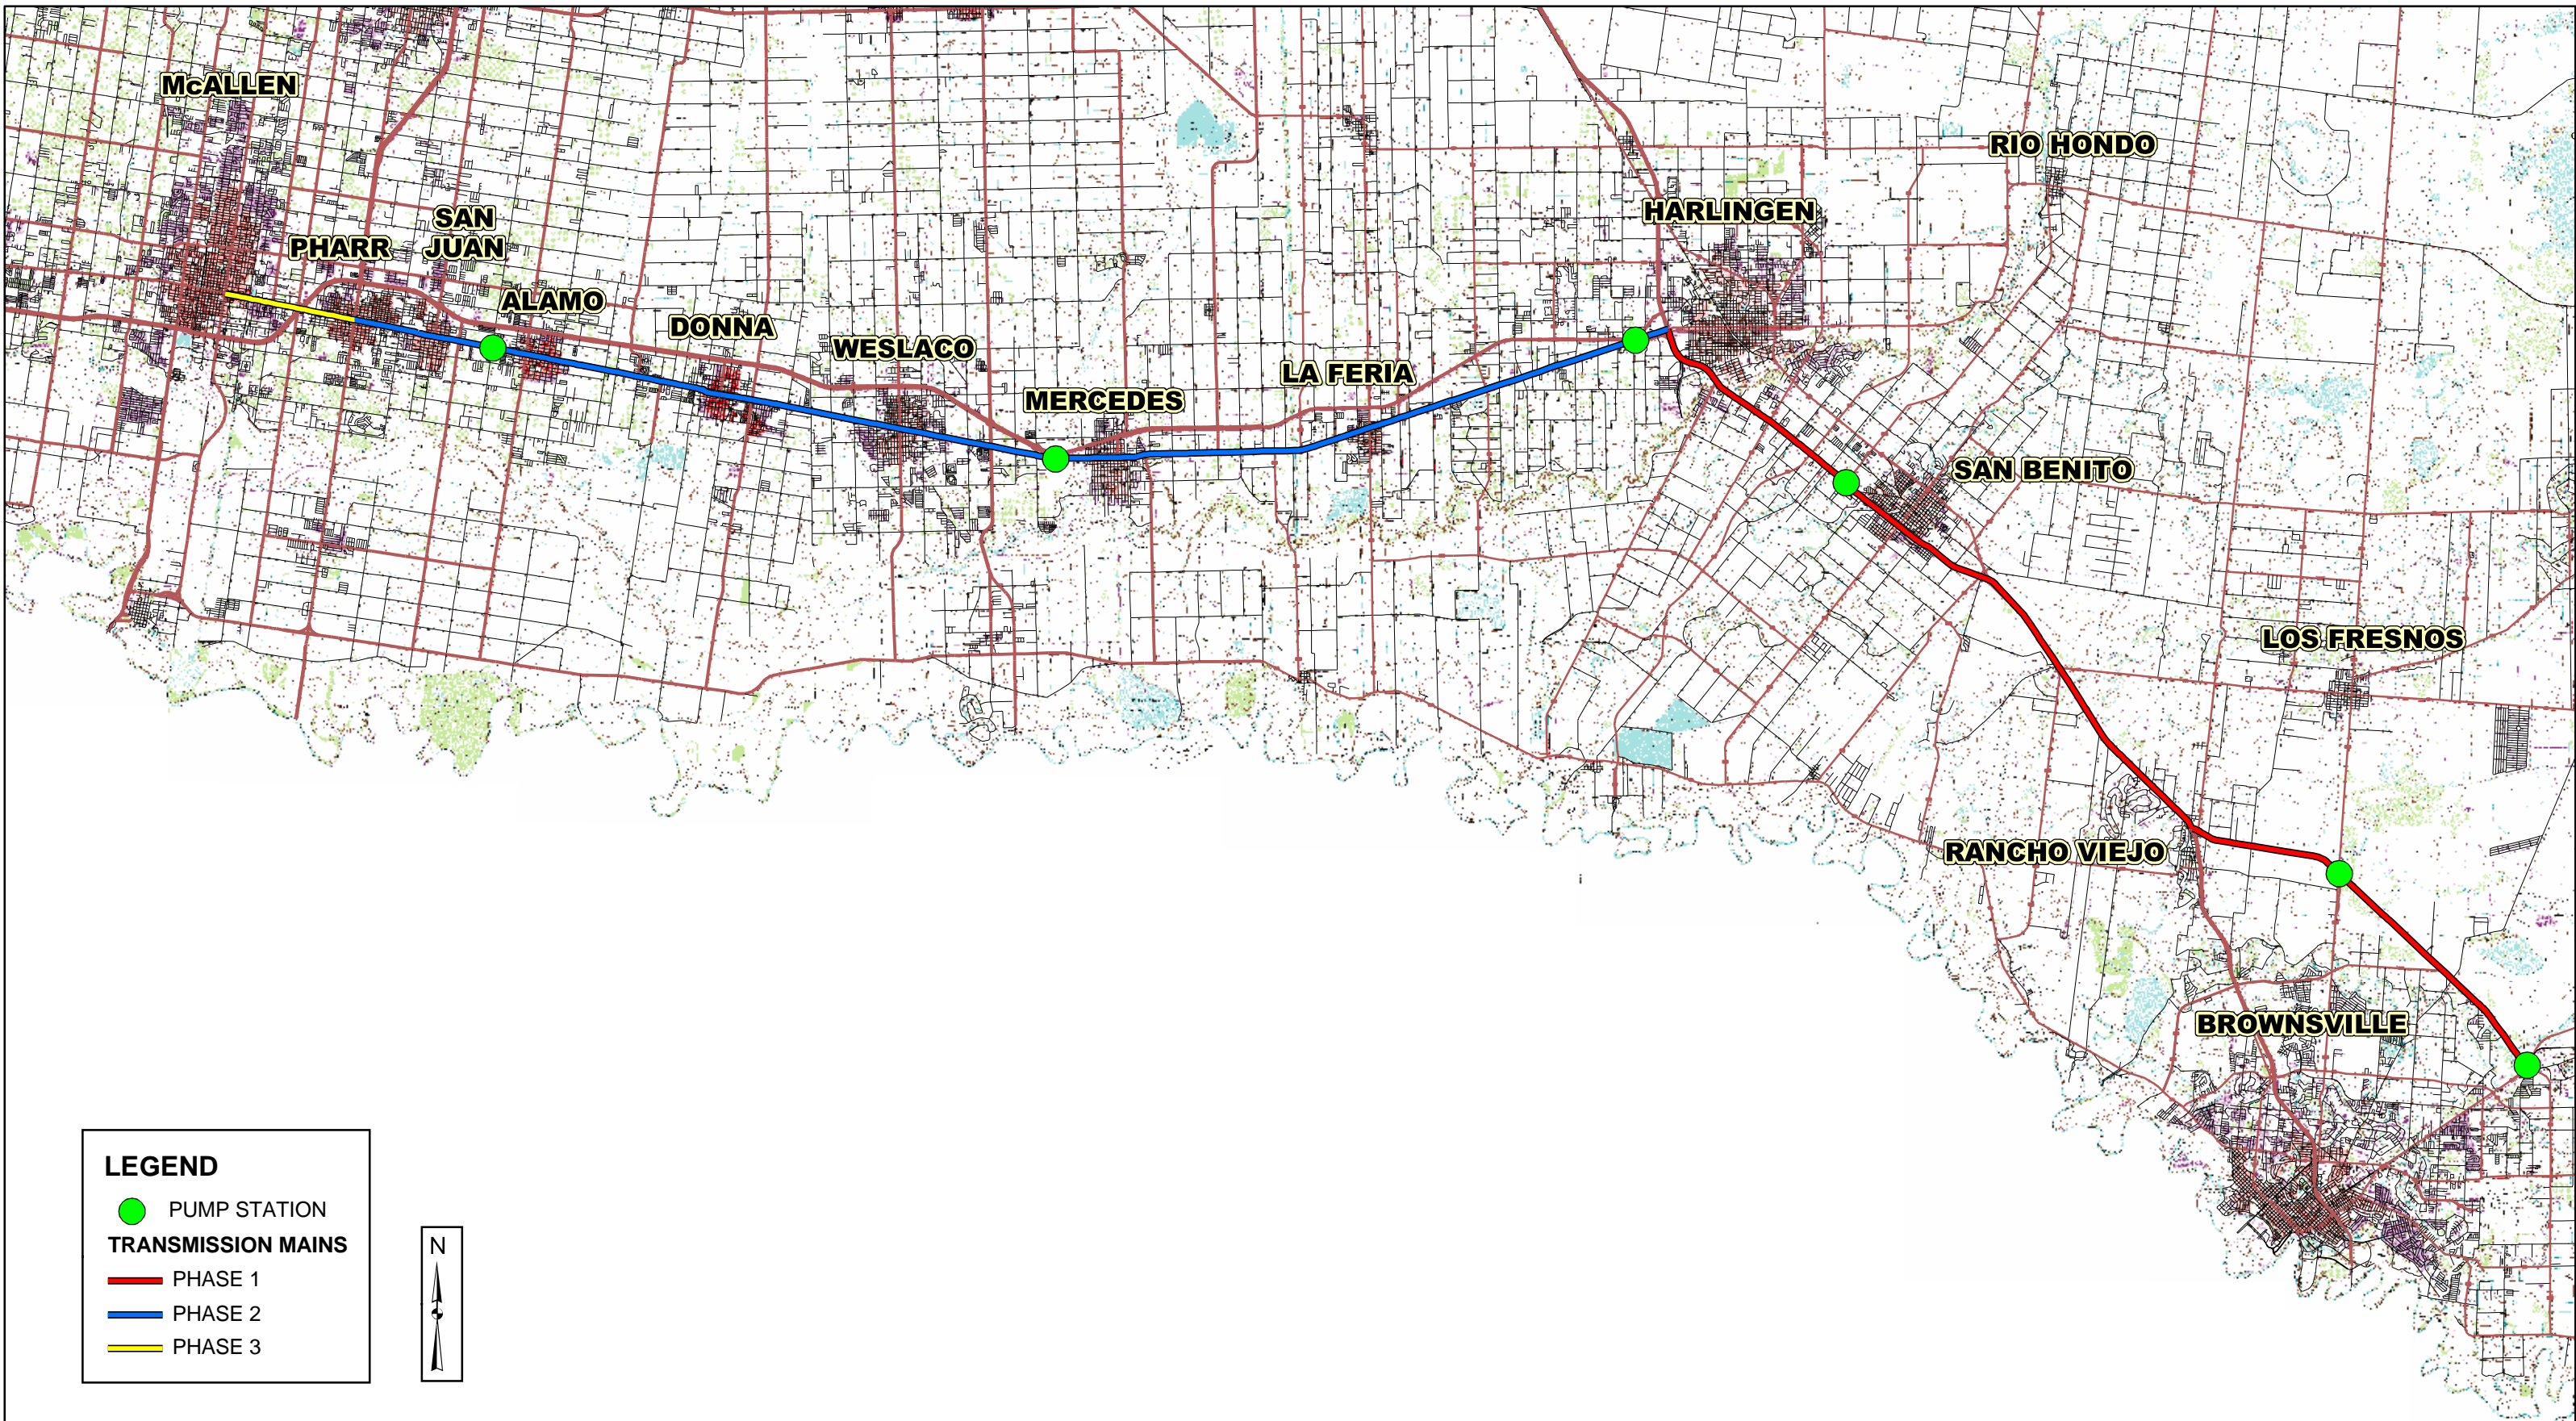 McALLEN
RIO HONDO
HARLINGEN
SAN
JUAN
PHARR
ALAMO
DONNA
WESLACO
LA FERIA
MERCEDES
SAN BENITO
LOS FRESNOS
RANCHO VIEJO
BROWNSVILLE
LEGEND
PUMP STATION
TRANSMISSION MAINS
PHASE 1
PHASE 2
PHASE 3
N